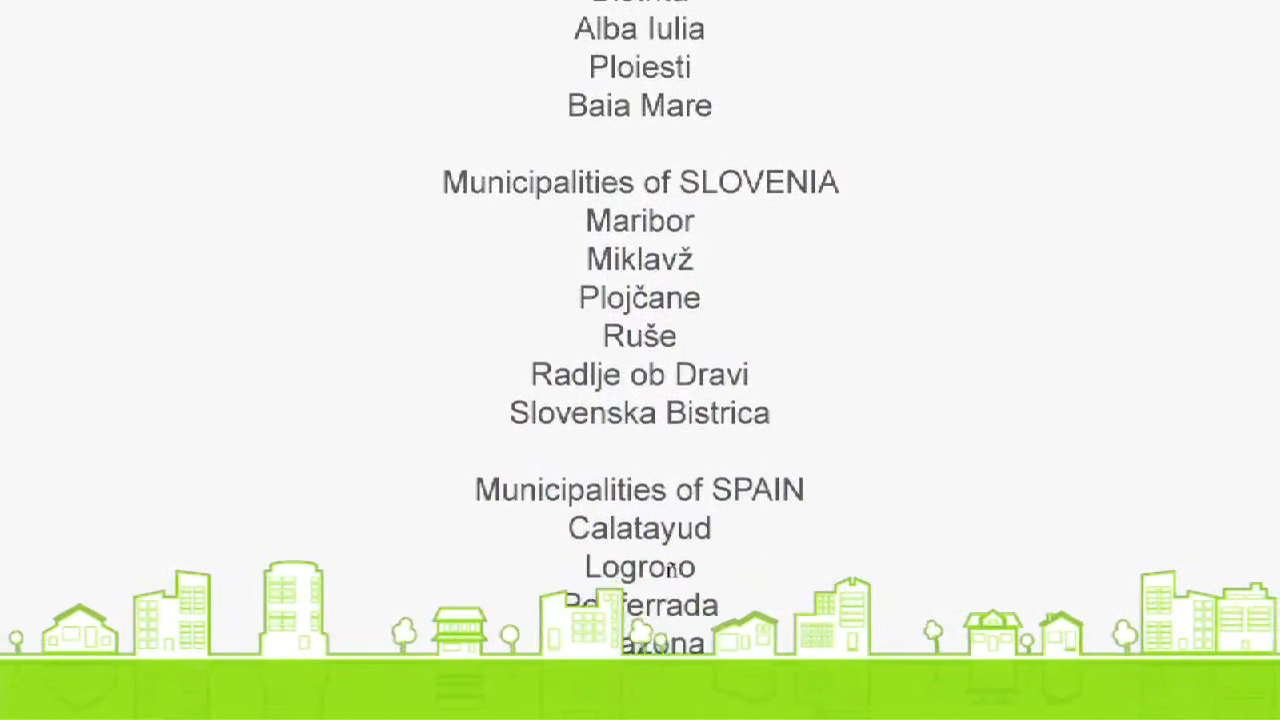 Alba Iulia
Ploiesti
Baia Mare
Municipalities of SLOVENIA
Maribor
Miklavž
Plojčane
Ruše
Radlje ob Dravi
Slovenska Bistrica
Municipalities of SPAIN
Calatayud
Logroño